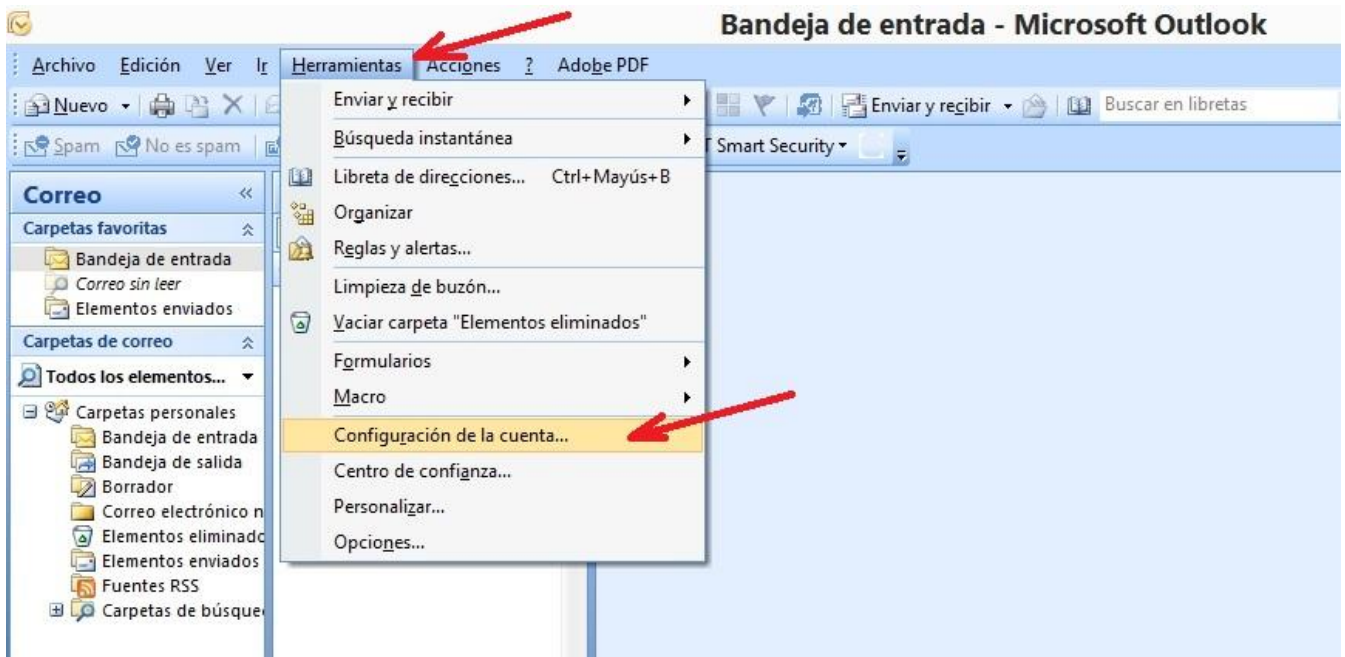 Bandeja de entrada - Microsoft Outlook
Archivo Edición Ver Ir Herramientas Acciones ? Adobe PDF
Nuevo Enviar y recibir Buscar en libretas
Spam No es spam Smart Security
Enviar y recibir
Búsqueda instantánea
Libreta de direcciones... Ctrl+Mayús+B
Organizar
Reglas y alertas...
Limpieza de buzón...
Vaciar carpeta "Elementos eliminados"
Formularios
Macro
Configuración de la cuenta...
Centro de confianza...
Personalizar...
Opciones...
Correo
Carpetas favoritas
Bandeja de entrada
Correo sin leer
Elementos enviados
Carpetas de correo
Todos los elementos...
Carpetas personales
Bandeja de entrada
Bandeja de salida
Borrador
Correo electrónico n
Elementos eliminado
Elementos enviados
Fuentes RSS
Carpetas de búsque